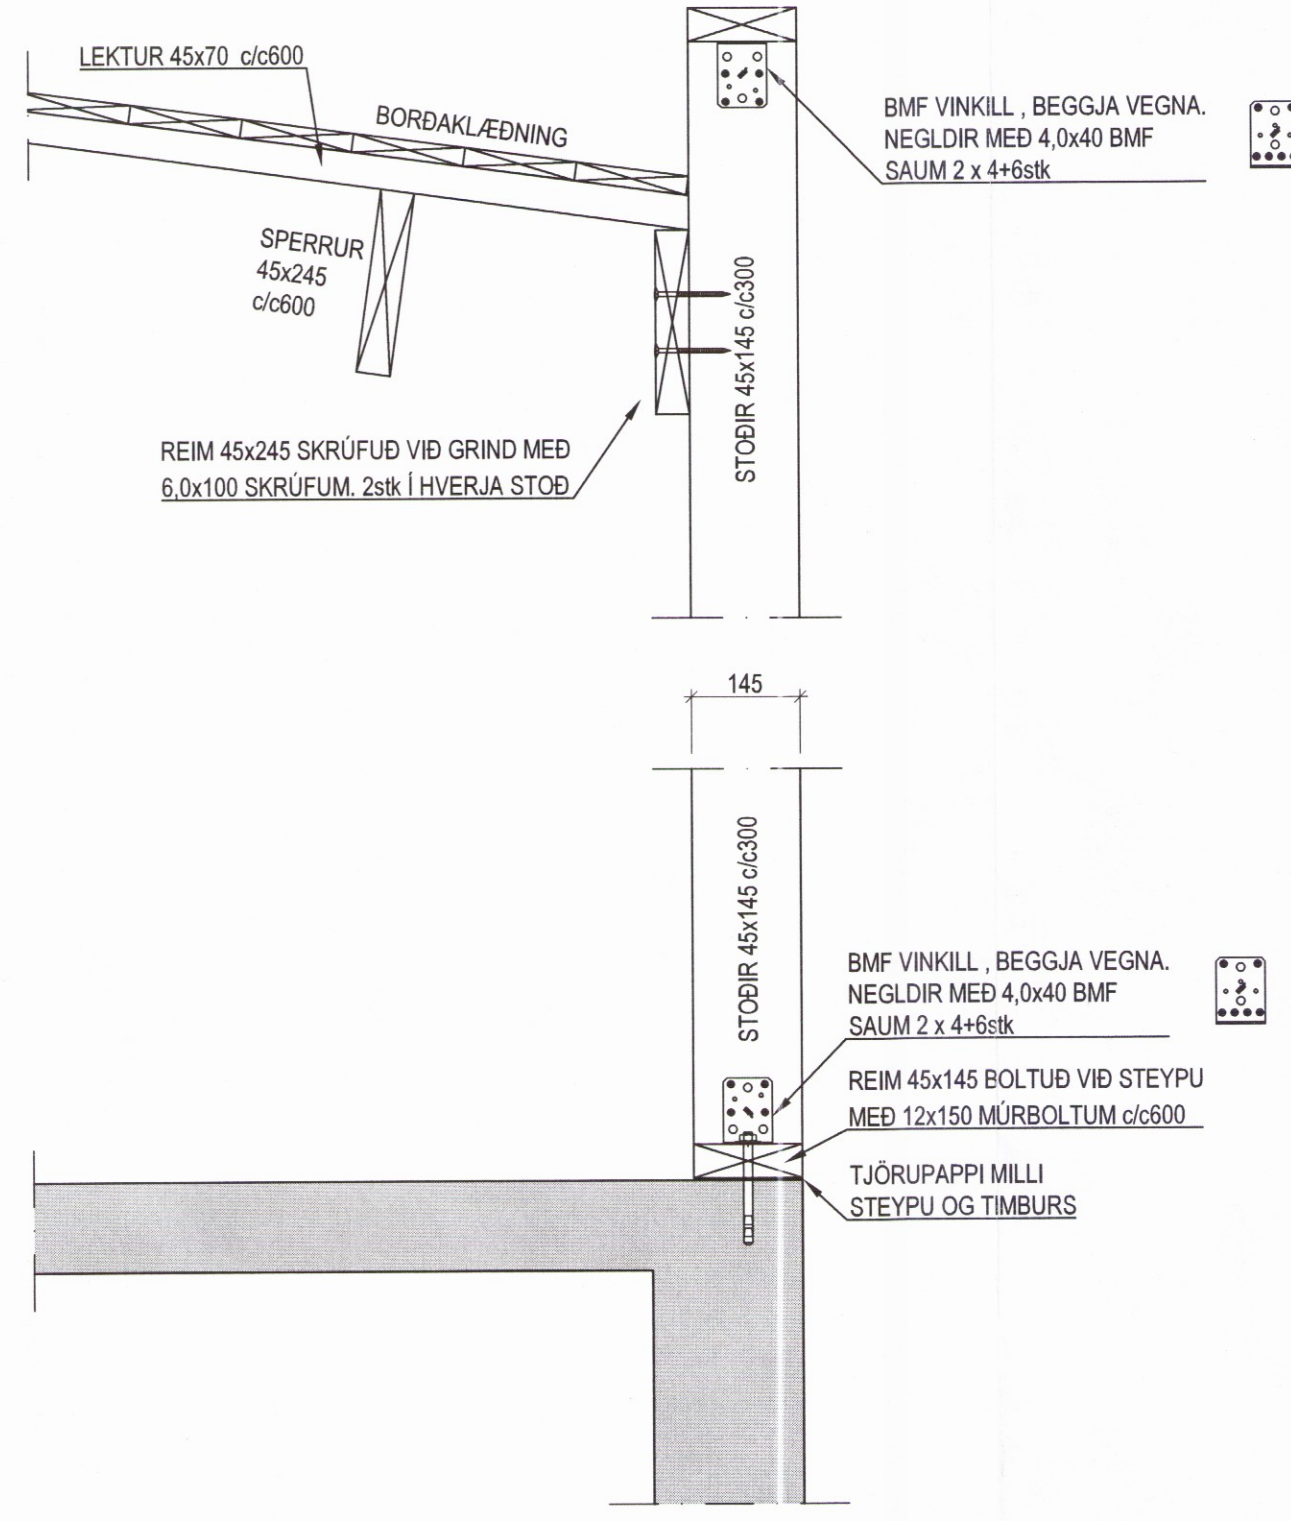 LEKTUR 45x70 c/c600
BORÐAKLÆÐNING
BMF VINKILL , BEGGJA VEGNA.
NEGLDIR MEÐ 4,0x40 BMF
SAUM 2 x 4+6stk
SPERRUR
45x245
c/c600
STOÐIR 45x145 c/c300
REIM 45x245 SKRÚFUÐ VIÐ GRIND MEÐ
6,0x100 SKRÚFUM. 2stk Í HVERJA STOÐ
145
STOÐIR 45x145 c/c300
BMF VINKILL , BEGGJA VEGNA.
NEGLDIR MEÐ 4,0x40 BMF
SAUM 2 x 4+6stk
REIM 45x145 BOLTUÐ VIÐ STEYPU
MEÐ 12x150 MÚRBOLTUM c/c600
TJÖRUPAPPI MILLI
STEYPU OG TIMBURS